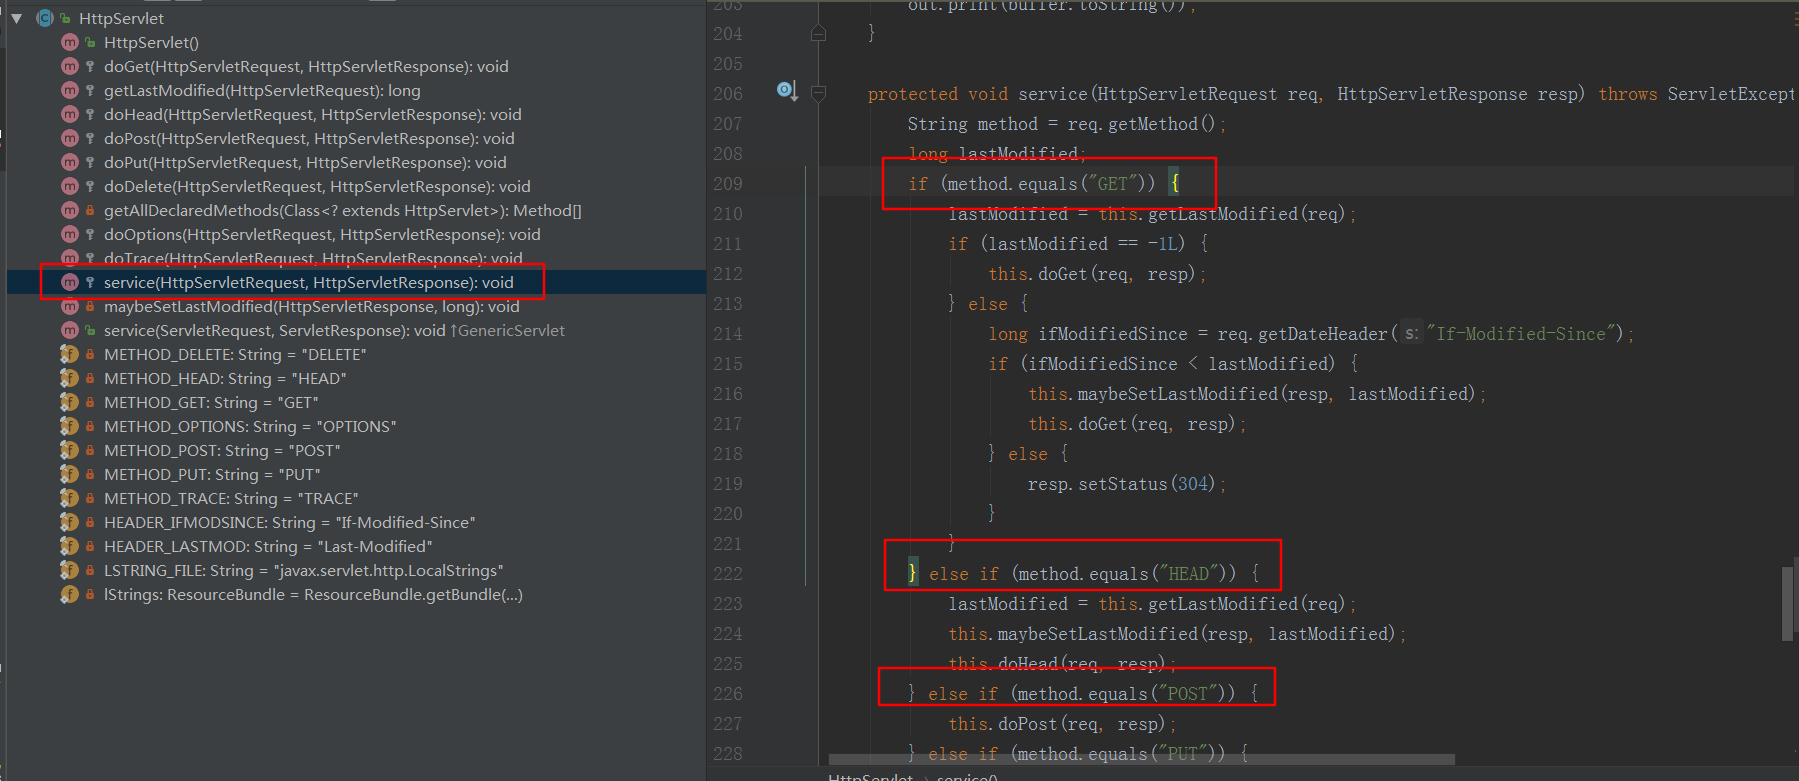 HttpServlet
HttpServlet()
doGet(HttpServletRequest, HttpServletResponse): void
getLastModified(HttpServletRequest): long
doHead(HttpServletRequest, HttpServletResponse): void
doPost(HttpServletRequest, HttpServletResponse): void
doPut(HttpServletRequest, HttpServletResponse): void
doDelete(HttpServletRequest, HttpServletResponse): void
getAllDeclaredMethods(Class<? extends HttpServlet>): Method[]
doOptions(HttpServletRequest, HttpServletResponse): void
doTrace(HttpServletRequest, HttpServletResponse): void
service(HttpServletRequest, HttpServletResponse): void
maybeSetLastModified(HttpServletResponse, long): void
service(ServletRequest, ServletResponse): void ↑GenericServlet
METHOD_DELETE: String = "DELETE"
METHOD_HEAD: String = "HEAD"
METHOD_GET: String = "GET"
METHOD_OPTIONS: String = "OPTIONS"
METHOD_POST: String = "POST"
METHOD_PUT: String = "PUT"
METHOD_TRACE: String = "TRACE"
HEADER_IFMODSINCE: String = "If-Modified-Since"
HEADER_LASTMOD: String = "Last-Modified"
LSTRING_FILE: String = "javax.servlet.http.LocalStrings"
lStrings: ResourceBundle = ResourceBundle.getBundle(...)
203 out.print(buffer.toString());
204 }
205
206 protected void service(HttpServletRequest req, HttpServletResponse resp) throws ServletExcept
207 String method = req.getMethod();
208 long lastModified;
209 if (method.equals("GET")) {
210 lastModified = this.getLastModified(req);
211 if (lastModified == -1L) {
212 this.doGet(req, resp);
213 } else {
214 long ifModifiedSince = req.getDateHeader( s: "If-Modified-Since");
215 if (ifModifiedSince < lastModified) {
216 this.maybeSetLastModified(resp, lastModified);
217 this.doGet(req, resp);
218 } else {
219 resp.setStatus(304);
220 }
221 }
222 } else if (method.equals("HEAD")) {
223 lastModified = this.getLastModified(req);
224 this.maybeSetLastModified(resp, lastModified);
225 this.doHead(req, resp);
226 } else if (method.equals("POST")) {
227 this.doPost(req, resp);
228 } else if (method.equals("PUT")) {
HttpServlet › service()